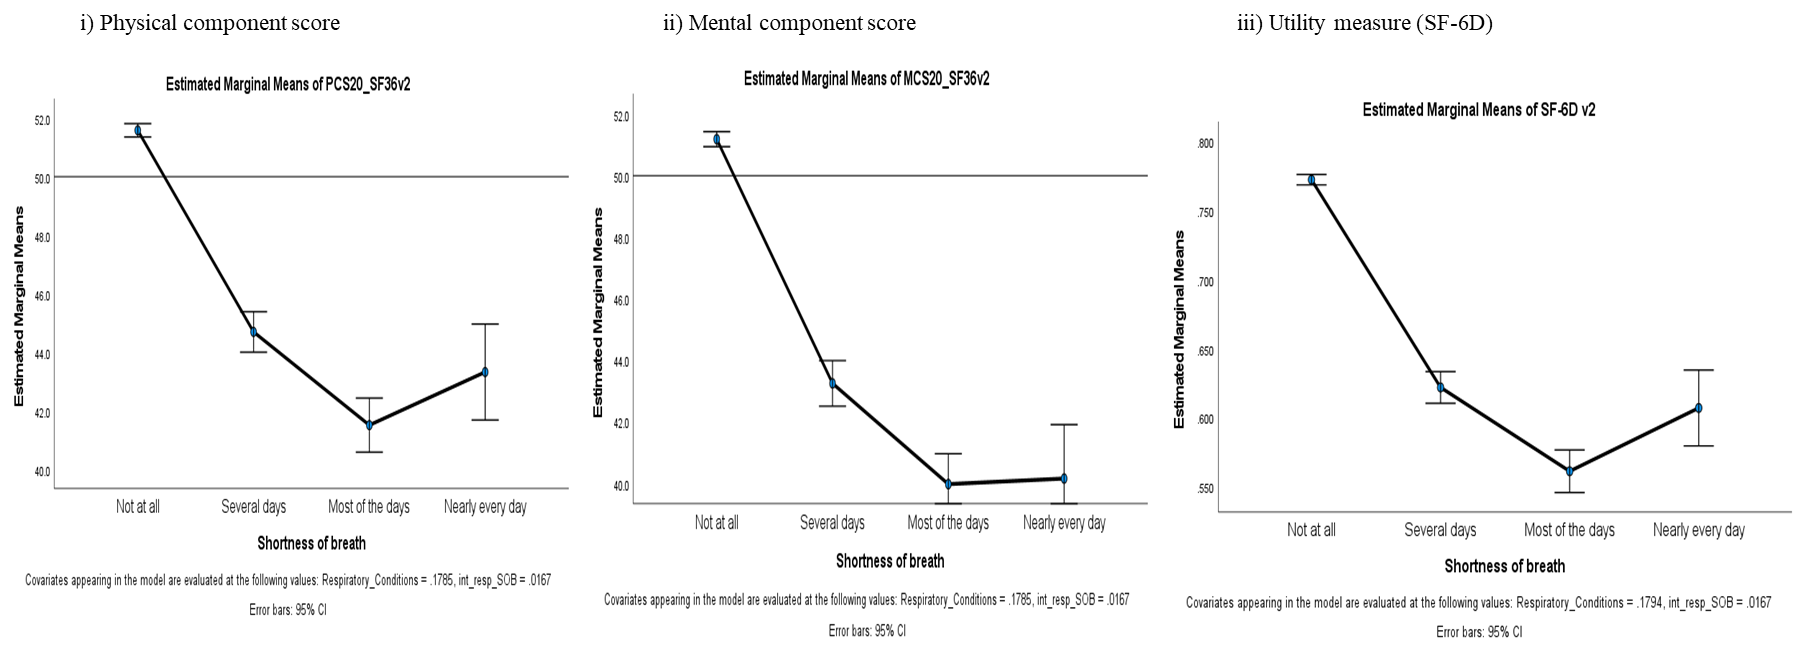 i) Physical component score
Estimated Marginal Means of PCS20_SF36v2
Estimated Marginal Means
52.0
50.0
48.0
46.0
44.0
42.0
40.0
Not at all
Several days
Most of the days
Nearly every day
Shortness of breath
Covariates appearing in the model are evaluated at the following values: Respiratory_Conditions = .1785, int_resp_SOB = .0167
Error bars: 95% CI
ii) Mental component score
Estimated Marginal Means of MCS20_SF36v2
Estimated Marginal Means
52.0
50.0
48.0
46.0
44.0
42.0
40.0
Not at all
Several days
Most of the days
Nearly every day
Shortness of breath
Covariates appearing in the model are evaluated at the following values: Respiratory_Conditions = .1785, int_resp_SOB = .0167
Error bars: 95% CI
iii) Utility measure (SF-6D)
Estimated Marginal Means of SF-6D v2
Estimated Marginal Means
.800
.750
.700
.650
.600
.550
Not at all
Several days
Most of the days
Nearly every day
Shortness of breath
Covariates appearing in the model are evaluated at the following values: Respiratory_Conditions = .1794, int_resp_SOB = .0167
Error bars: 95% CI